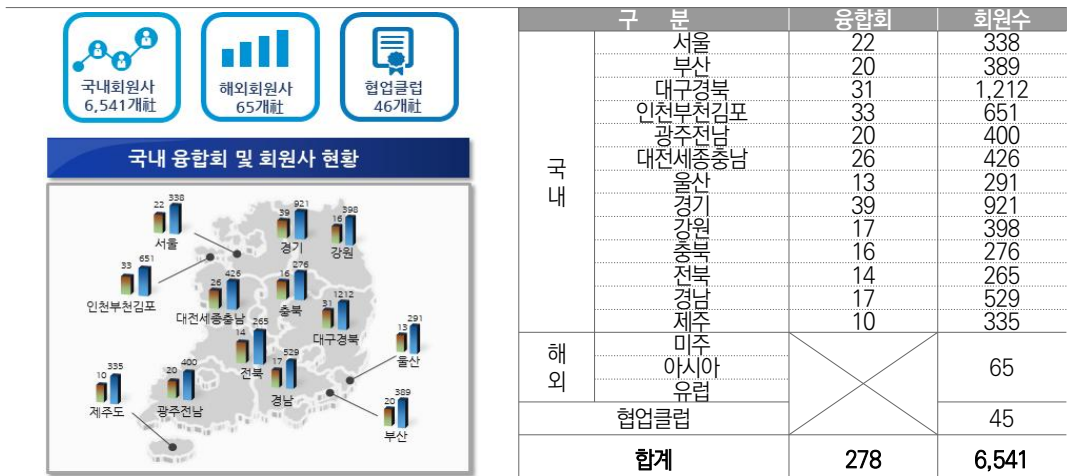 국내회원사
6,541개社
해외회원사
65개社
협업클럽
46개社
국내 융합회 및 회원사 현황
22 338
서울
39 921
경기
16 398
강원
33 651
인천부천김포
26 426
대전세종충남
16 276
충북
31 1212
대구경북
14 265
전북
13 291
울산
17 529
경남
10 335
제주도
20 400
광주전남
20 389
부산
구 분 융합회 회원수
국내
서울 22 338
부산 20 389
대구경북 31 1,212
인천부천김포 33 651
광주전남 20 400
대전세종충남 26 426
울산 13 291
경기 39 921
강원 17 398
충북 16 276
전북 14 265
경남 17 529
제주 10 335
해외
미주
아시아 65
유럽
협업클럽 45
합계 278 6,541